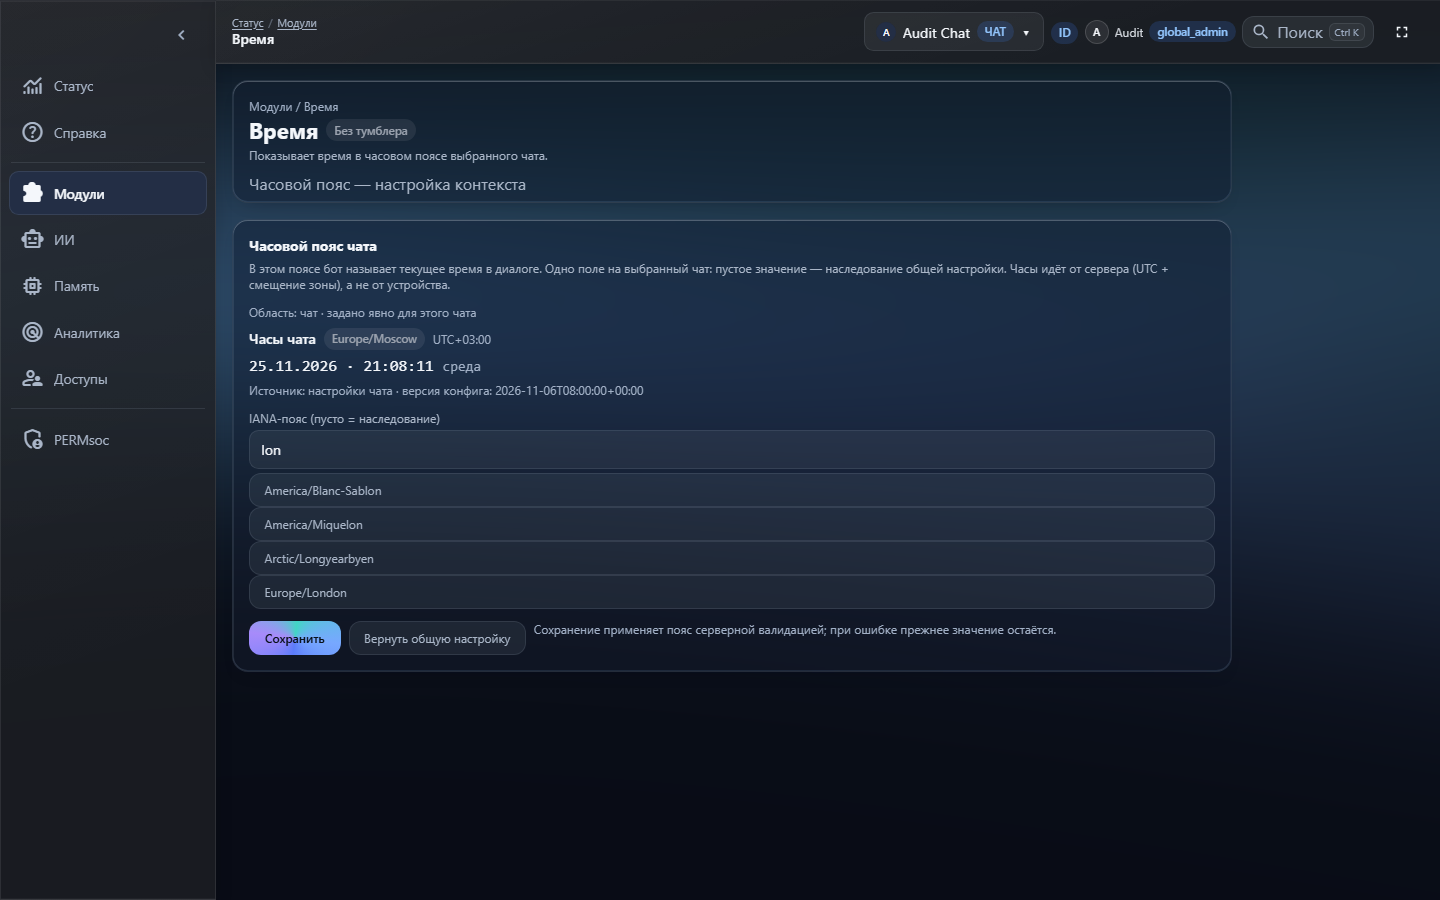 Статус / Модули
Время
A Audit Chat ЧАТ ▾ ID A Audit global_admin Поиск Ctrl K
Статус
Справка
Модули
ИИ
Память
Аналитика
Доступы
PERMsoc
Модули / Время
Время Без тумблера
Показывает время в часовом поясе выбранного чата.
Часовой пояс — настройка контекста
Часовой пояс чата
В этом поясе бот называет текущее время в диалоге. Одно поле на выбранный чат: пустое значение — наследование общей настройки. Часы идёт от сервера (UTC +
смещение зоны), а не от устройства.
Область: чат · задано явно для этого чата
Часы чата Europe/Moscow UTC+03:00
25.11.2026 · 21:08:11 среда
Источник: настройки чата · версия конфига: 2026-11-06T08:00:00+00:00
IANA-пояс (пусто = наследование)
lon
America/Blanc-Sablon
America/Miquelon
Arctic/Longyearbyen
Europe/London
Сохранить Вернуть общую настройку Сохранение применяет пояс серверной валидацией; при ошибке прежнее значение остаётся.